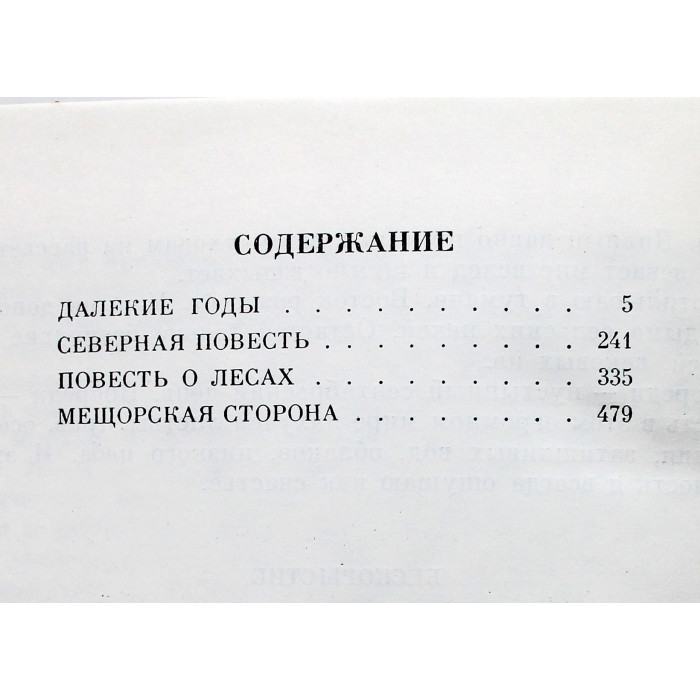 СОДЕРЖАНИЕ
ДАЛЕКИЕ ГОДЫ . . . . . . . . . . 5
СЕВЕРНАЯ ПОВЕСТЬ . . . . . . . . 241
ПОВЕСТЬ О ЛЕСАХ . . . . . . . . 335
МЕЩОРСКАЯ СТОРОНА . . . . . . . 479